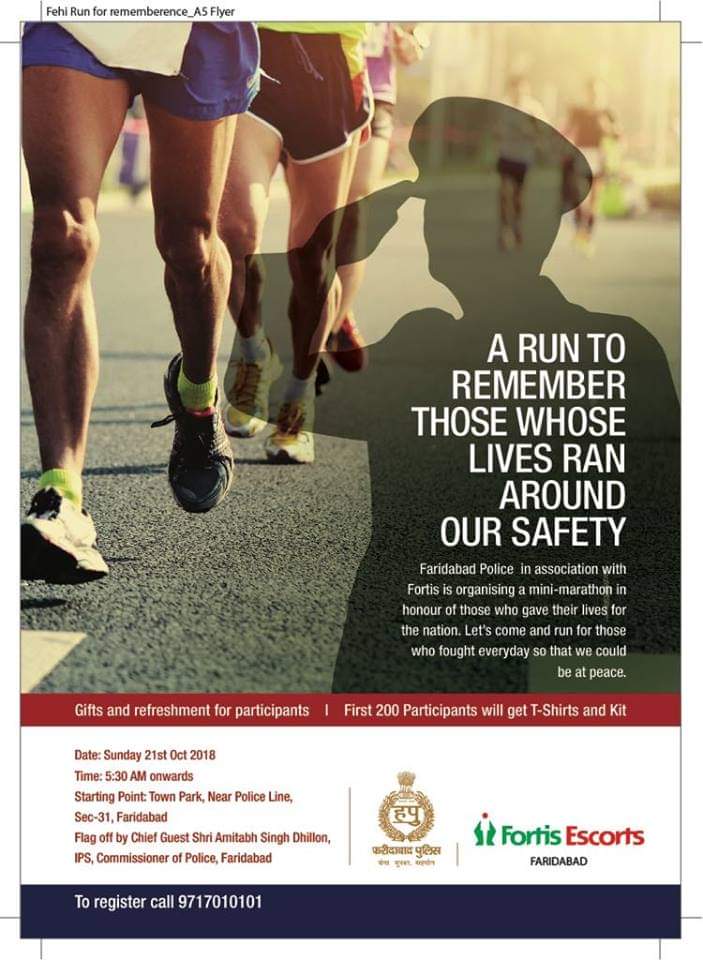 Fehi Run for rememberence_A5 Flyer
A RUN TO
REMEMBER
THOSE WHOSE
LIVES RAN
AROUND
OUR SAFETY
Faridabad Police in association with
Fortis is organising a mini-marathon in
honour of those who gave their lives for
the nation. Let's come and run for those
who fought everyday so that we could
be at peace.
Gifts and refreshment for participants | First 200 Participants will get T-Shirts and Kit
Date: Sunday 21st Oct 2018
Time: 5:30 AM onwards
Starting Point: Town Park, Near Police Line,
Sec-31, Faridabad
Flag off by Chief Guest Shri Amitabh Singh Dhillon,
IPS, Commissioner of Police, Faridabad
हपु
फरीदाबाद पुलिस
सेवा, सुरक्षा, सहयोग
Fortis Escorts
FARIDABAD
To register call 9717010101